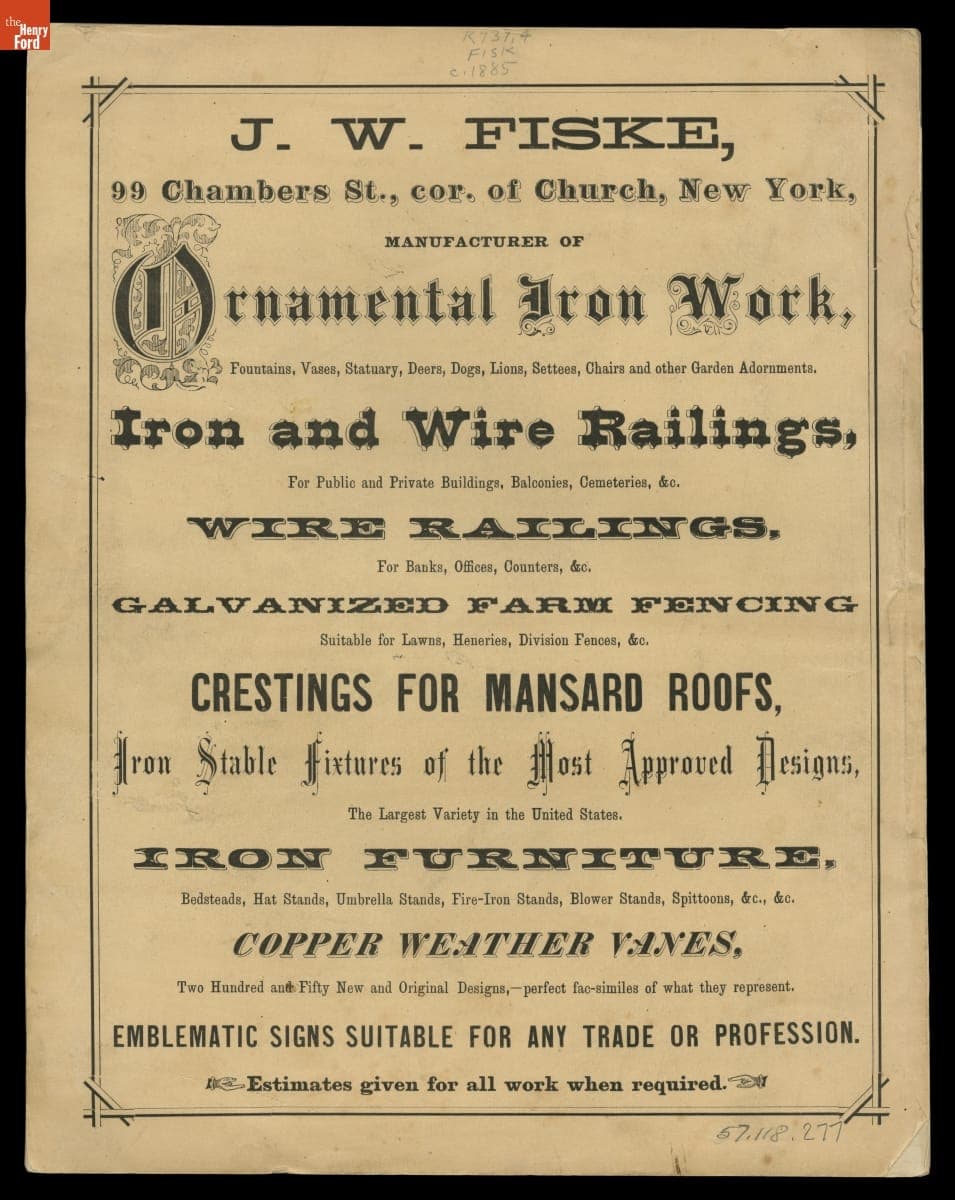 the
Henry
Ford
R737.4
FISK
c.1885
J. W. FISKE,
99 Chambers St., cor. of Church, New York,
MANUFACTURER OF
Ornamental Iron Work,
Fountains, Vases, Statuary, Deers, Dogs, Lions, Settees, Chairs and other Garden Adornments.
Iron and Wire Railings,
For Public and Private Buildings, Balconies, Cemeteries, &c.
WIRE RAILINGS,
For Banks, Offices, Counters, &c.
GALVANIZED FARM FENCING
Suitable for Lawns, Heneries, Division Fences, &c.
CRESTINGS FOR MANSARD ROOFS,
Iron Stable Fixtures of the Most Approved Designs,
The Largest Variety in the United States.
IRON FURNITURE,
Bedsteads, Hat Stands, Umbrella Stands, Fire-Iron Stands, Blower Stands, Spittoons, &c., &c.
COPPER WEATHER VANES,
Two Hundred and Fifty New and Original Designs,—perfect fac-similes of what they represent.
EMBLEMATIC SIGNS SUITABLE FOR ANY TRADE OR PROFESSION.
Estimates given for all work when required.
57.118.277